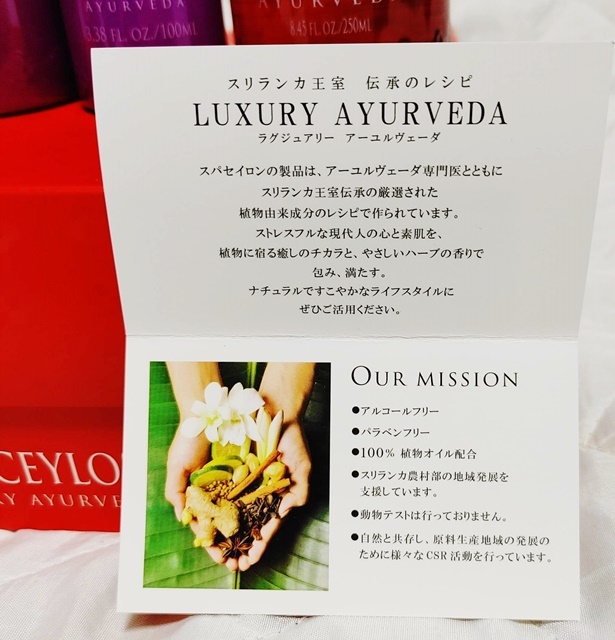 AYURVEDA
3.38 FL. OZ./100ML
AYURVEDA
8.45 FL.OZ./250ML
スリランカ王室 伝承のレシピ
LUXURY AYURVEDA
ラグジュアリー アーユルヴェーダ
スパセイロンの製品は、アーユルヴェーダ専門医とともに
スリランカ王室伝承の厳選された
植物由来成分のレシピで作られています。
ストレスフルな現代人の心と素肌を、
植物に宿る癒しのチカラと、やさしいハーブの香りで
包み、満たす。
ナチュラルですこやかなライフスタイルに
ぜひご活用ください。
OUR MISSION
●アルコールフリー
●パラベンフリー
●100% 植物オイル配合
●スリランカ農村部の地域発展を
支援しています。
●動物テストは行っておりません。
●自然と共存し、原料生産地域の発展の
ために様々なCSR活動を行っています。
CEYLO
RY AYURVE